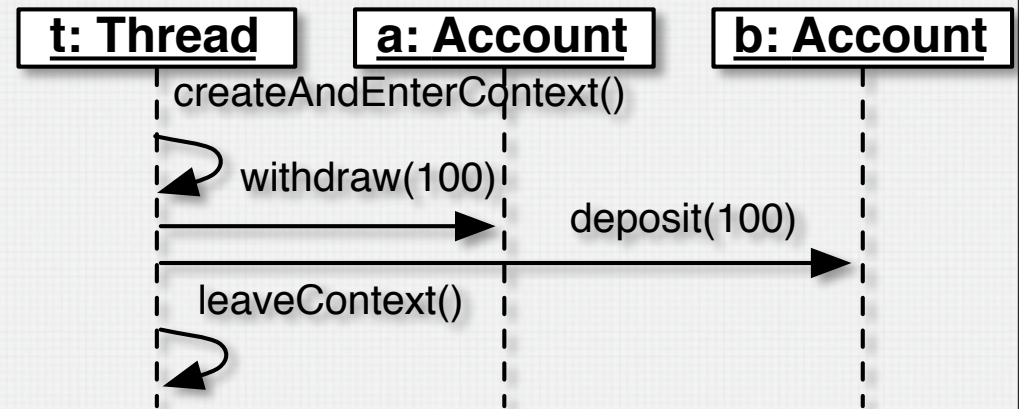 t: Thread
a: Account
b: Account
createAndEnterContext()
withdraw(100)
deposit(100)
leaveContext()